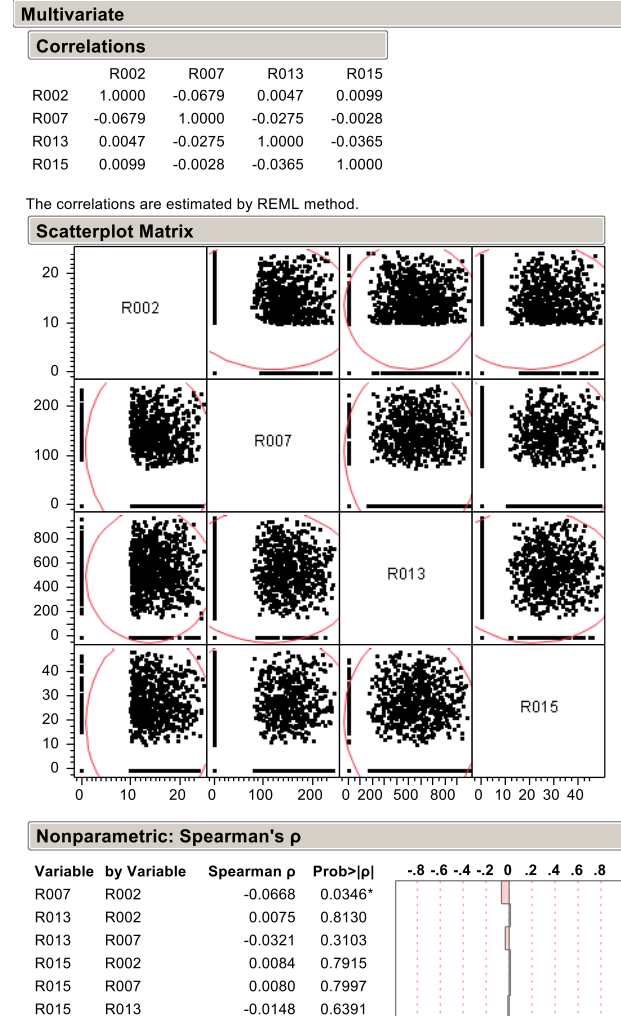 Multivariate
Correlations
R002 R007 R013 R015
R002 1.0000 -0.0679 0.0047 0.0099
R007 -0.0679 1.0000 -0.0275 -0.0028
R013 0.0047 -0.0275 1.0000 -0.0365
R015 0.0099 -0.0028 -0.0365 1.0000
The correlations are estimated by REML method.
Scatterplot Matrix
20
10
0
R002
200
100
0
R007
800
600
400
200
0
R013
40
30
20
10
0
R015
0 10 20 0 100 200 0 200 500 800 0 10 20 30 40
Nonparametric: Spearman's ρ
Variable by Variable Spearman ρ Prob>|ρ| -.8 -.6 -.4 -.2 0 .2 .4 .6 .8
R007 R002 -0.0668 0.0346*
R013 R002 0.0075 0.8130
R013 R007 -0.0321 0.3103
R015 R002 0.0084 0.7915
R015 R007 0.0080 0.7997
R015 R013 -0.0148 0.6391